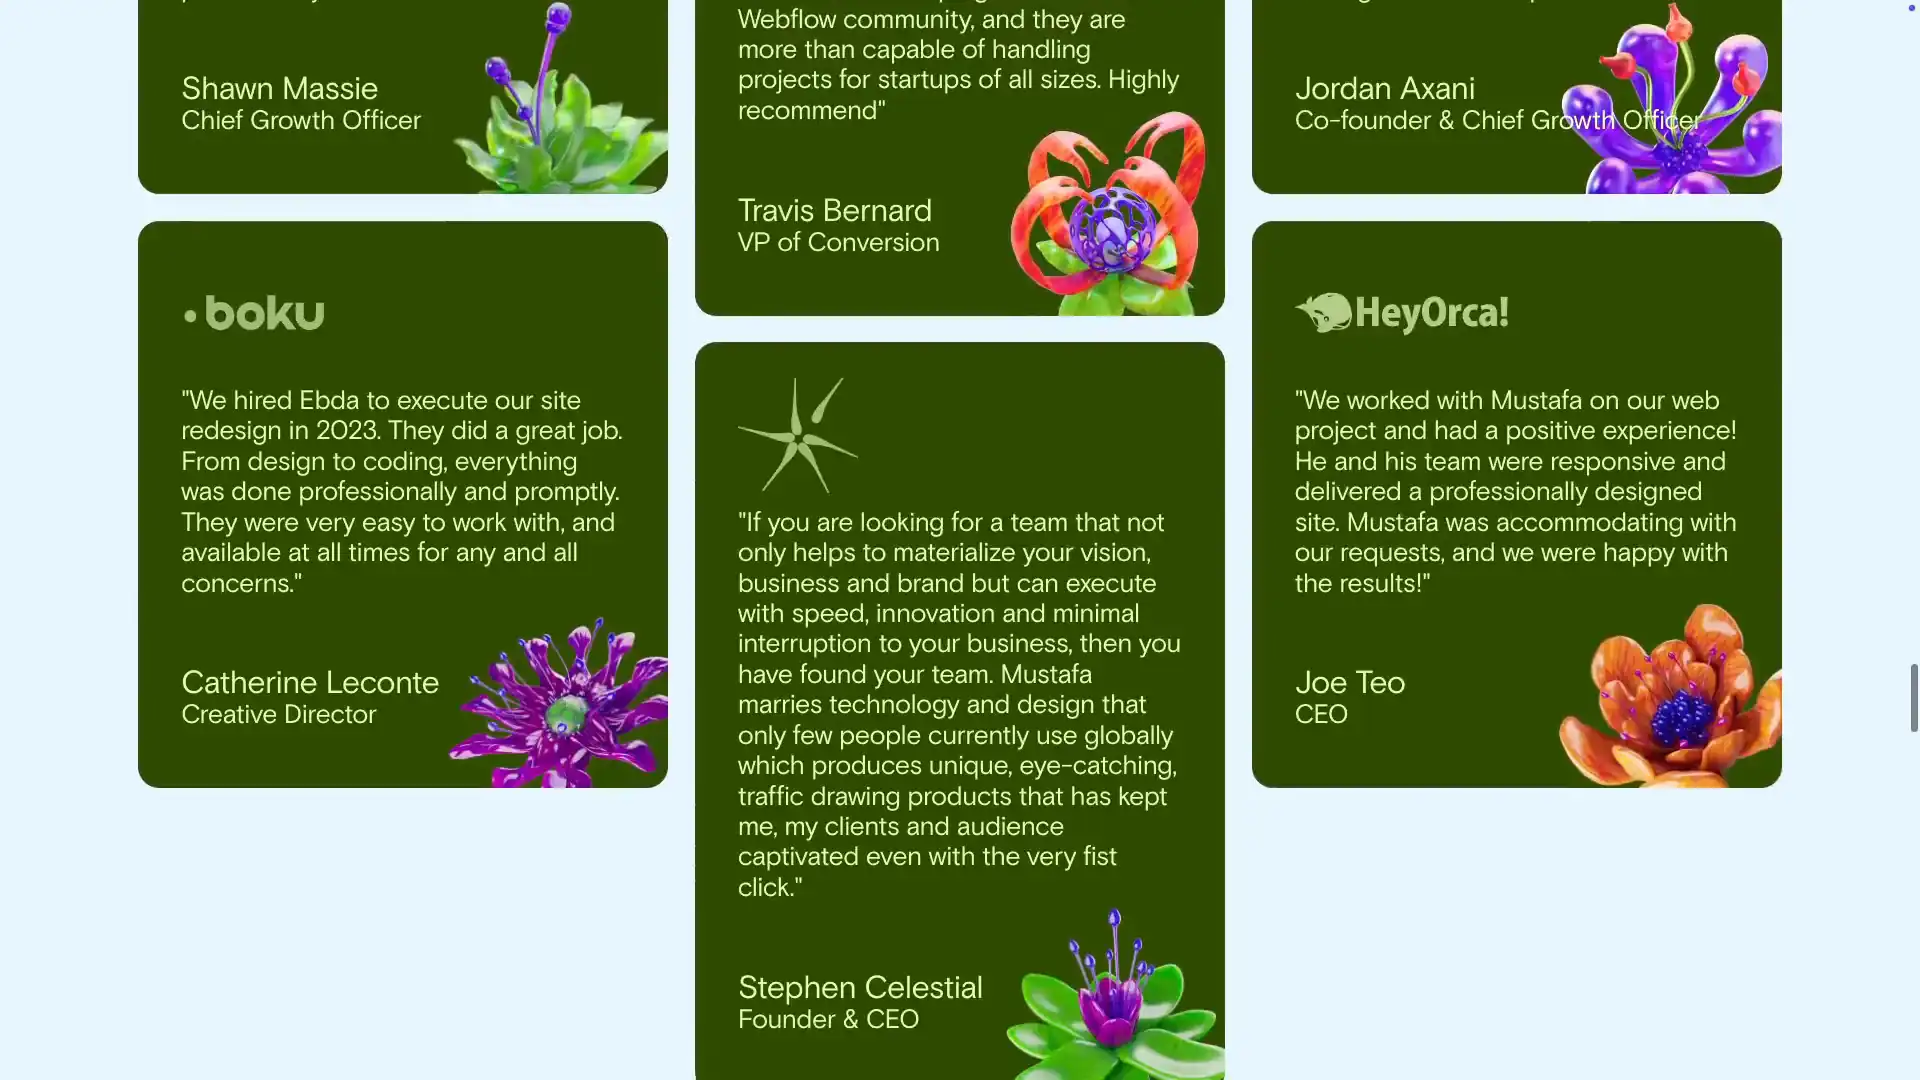 Shawn Massie
Chief Growth Officer
Webflow community, and they are
more than capable of handling
projects for startups of all sizes. Highly
recommend"
Travis Bernard
VP of Conversion
Jordan Axani
Co-founder & Chief Growth Officer
boku
"We hired Ebda to execute our site
redesign in 2023. They did a great job.
From design to coding, everything
was done professionally and promptly.
They were very easy to work with, and
available at all times for any and all
concerns."
Catherine Leconte
Creative Director
"If you are looking for a team that not
only helps to materialize your vision,
business and brand but can execute
with speed, innovation and minimal
interruption to your business, then you
have found your team. Mustafa
marries technology and design that
only few people currently use globally
which produces unique, eye-catching,
traffic drawing products that has kept
me, my clients and audience
captivated even with the very fist
click."
Stephen Celestial
Founder & CEO
HeyOrca!
"We worked with Mustafa on our web
project and had a positive experience!
He and his team were responsive and
delivered a professionally designed
site. Mustafa was accommodating with
our requests, and we were happy with
the results!"
Joe Teo
CEO